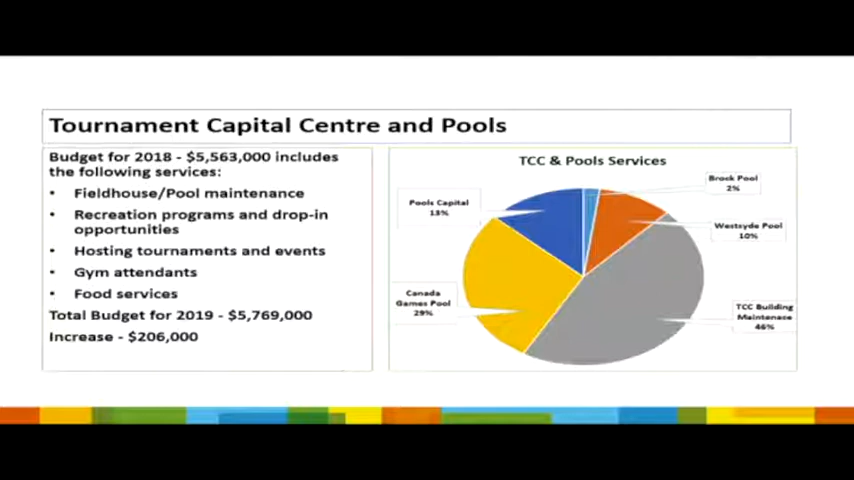 Tournament Capital Centre and Pools
Budget for 2018 - $5,563,000 includes
the following services:
• Fieldhouse/Pool maintenance
• Recreation programs and drop-in
opportunities
• Hosting tournaments and events
• Gym attendants
• Food services
Total Budget for 2019 - $5,769,000
Increase - $206,000
TCC & Pools Services
Brock Pool
2%
Pools Capital
13%
Westsyde Pool
10%
Canada
Games Pool
29%
TCC Building
Maintenace
46%